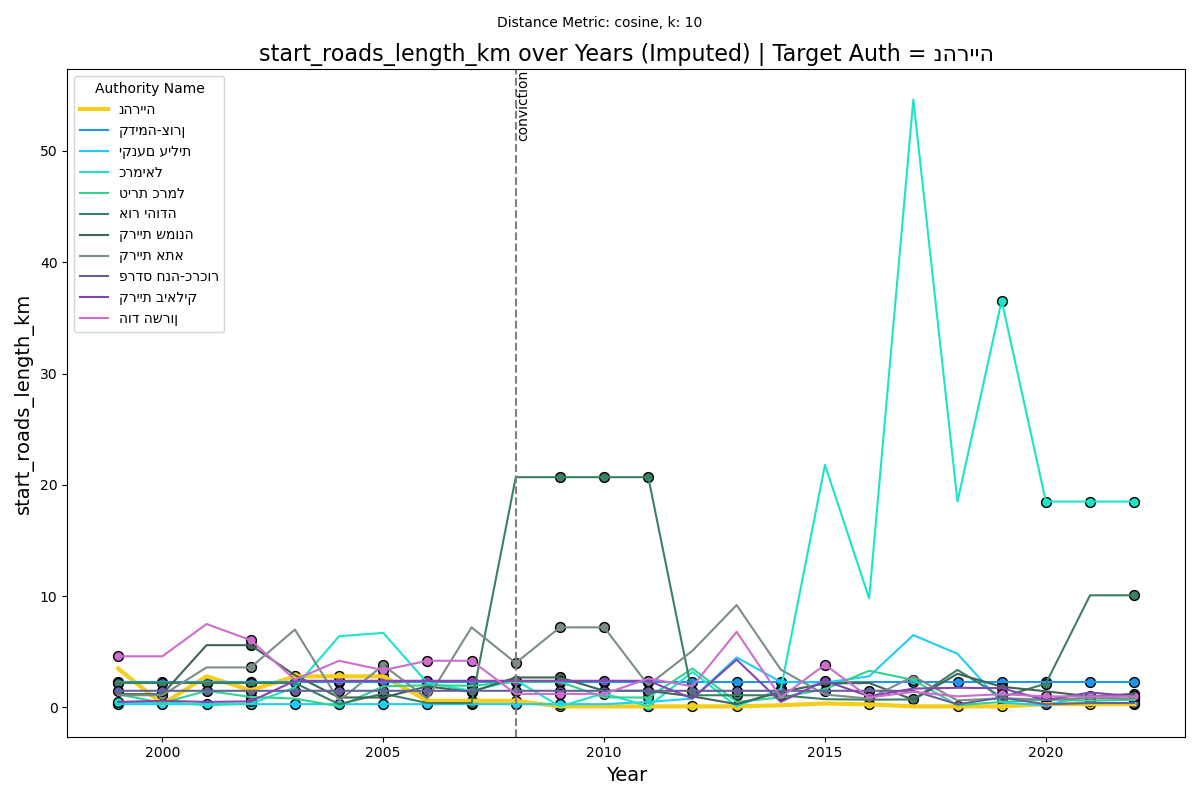 Distance Metric: cosine, k: 10
start_roads_length_km over Years (Imputed) | Target Auth = נהרייה
Authority Name
נהרייה
קדימה-צורן
יקנעם עילית
כרמיאל
טירת כרמל
אור יהודה
קריית שמונה
קריית אתא
פרדס חנה-כרכור
קריית ביאליק
הוד השרון
conviction
start_roads_length_km
50
40
30
20
10
0
2000
2005
2010
2015
2020
Year